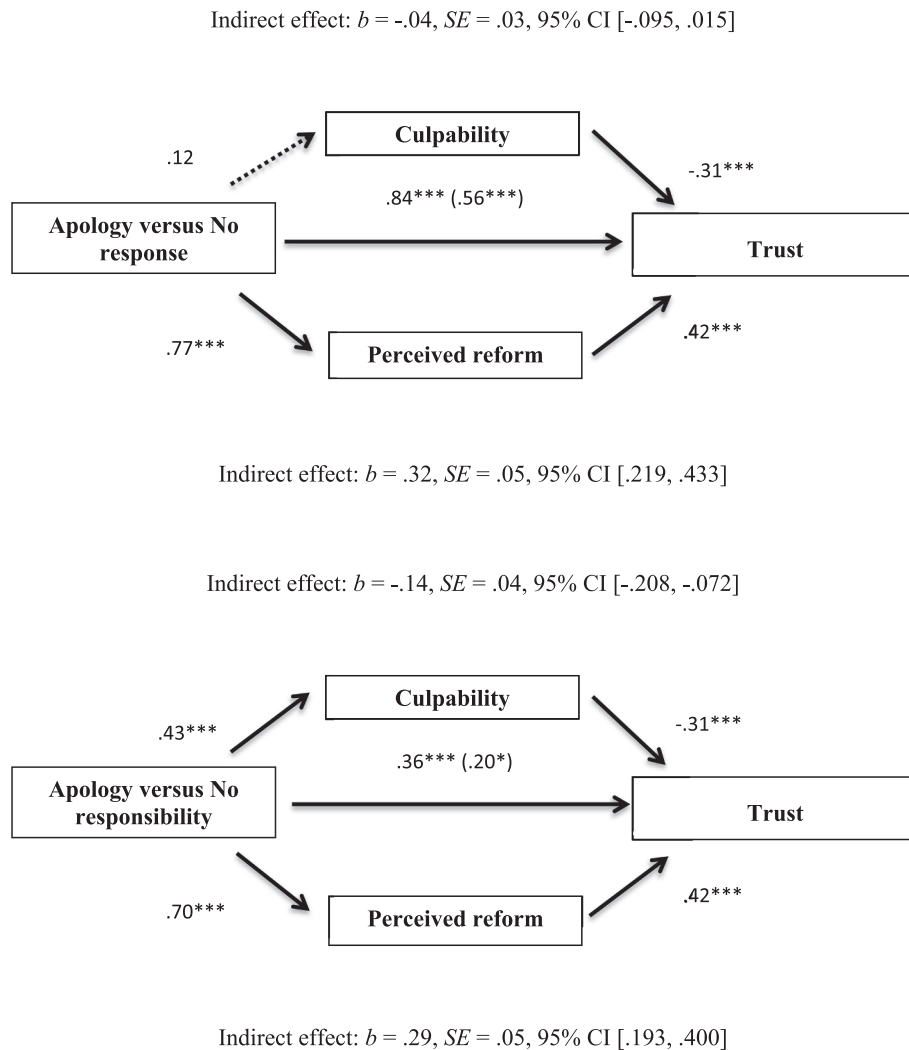 Indirect effect: b = -.04, SE = .03, 95% CI [-.095, .015]
Culpability
.12
-.31***
.84*** (.56***)
Apology versus No
response
Trust
.77***
Perceived reform
.42***
Indirect effect: b = .32, SE = .05, 95% CI [.219, .433]
Indirect effect: b = -.14, SE = .04, 95% CI [-.208, -.072]
Culpability
.43***
-.31***
.36*** (.20*)
Apology versus No
responsibility
Trust
.70***
Perceived reform
.42***
Indirect effect: b = .29, SE = .05, 95% CI [.193, .400]